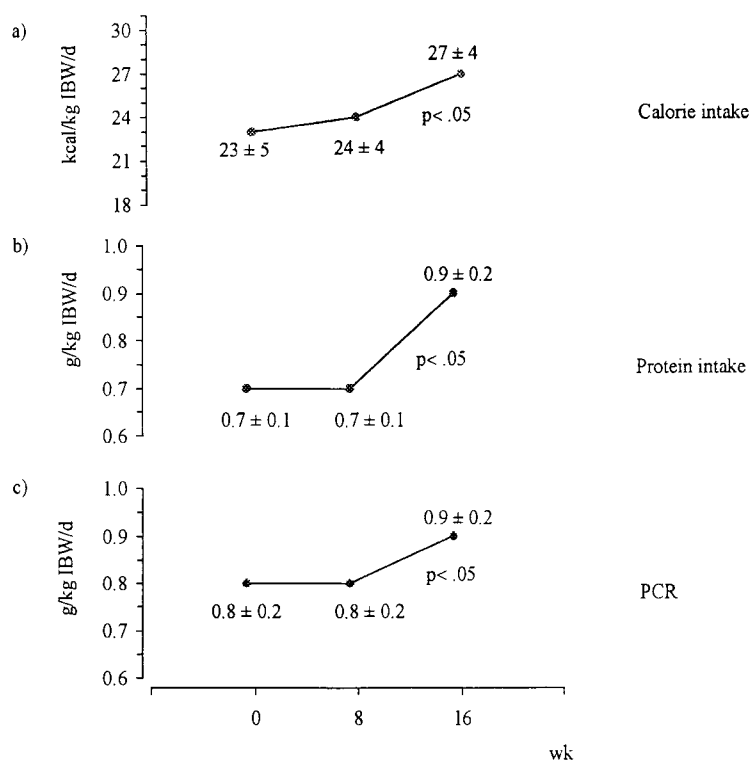 a)
30
27
24
21
18
kcal/kg IBW/d
27 ± 4
p< .05
23 ± 5
24 ± 4
Calorie intake
b)
1.0
0.9
0.8
0.7
0.6
g/kg IBW/d
0.9 ± 0.2
p< .05
0.7 ± 0.1
0.7 ± 0.1
Protein intake
c)
1.0
0.9
0.8
0.7
0.6
g/kg IBW/d
0.9 ± 0.2
p< .05
0.8 ± 0.2
0.8 ± 0.2
PCR
0 8 16
wk